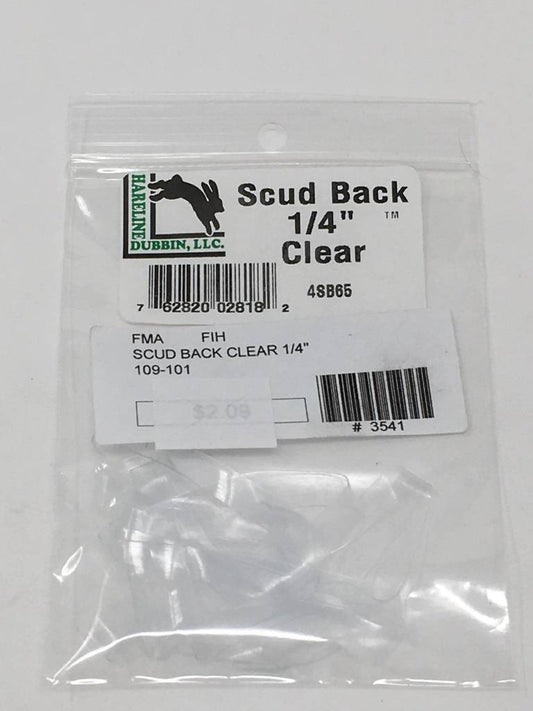 HARELINE
DUBBIN, LLC.
Scud Back
1/4" ™
Clear
4SB65
7 62820 02818 2
FMA FIH
SCUD BACK CLEAR 1/4"
109-101
$2.09
# 3541